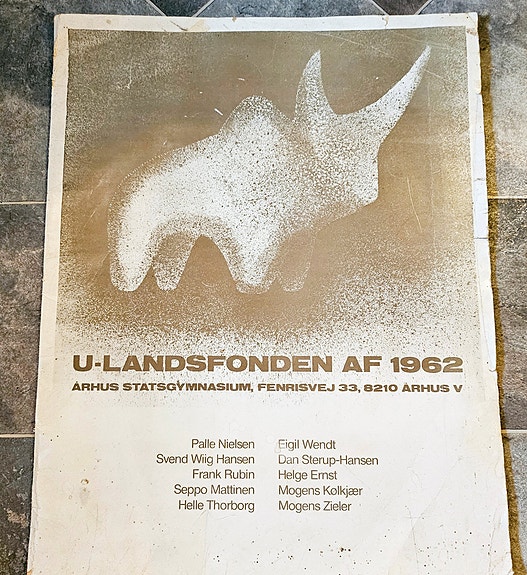 U-LANDSFONDEN AF 1962
ÅRHUS STATSGYMNASIUM, FENRISVEJ 33, 8210 ÅRHUS V
Palle Nielsen Eigil Wendt
Svend Wiig Hansen Dan Sterup-Hansen
Frank Rubin Helge Ernst
Seppo Mattinen Mogens Kølkjær
Helle Thorborg Mogens Zieler